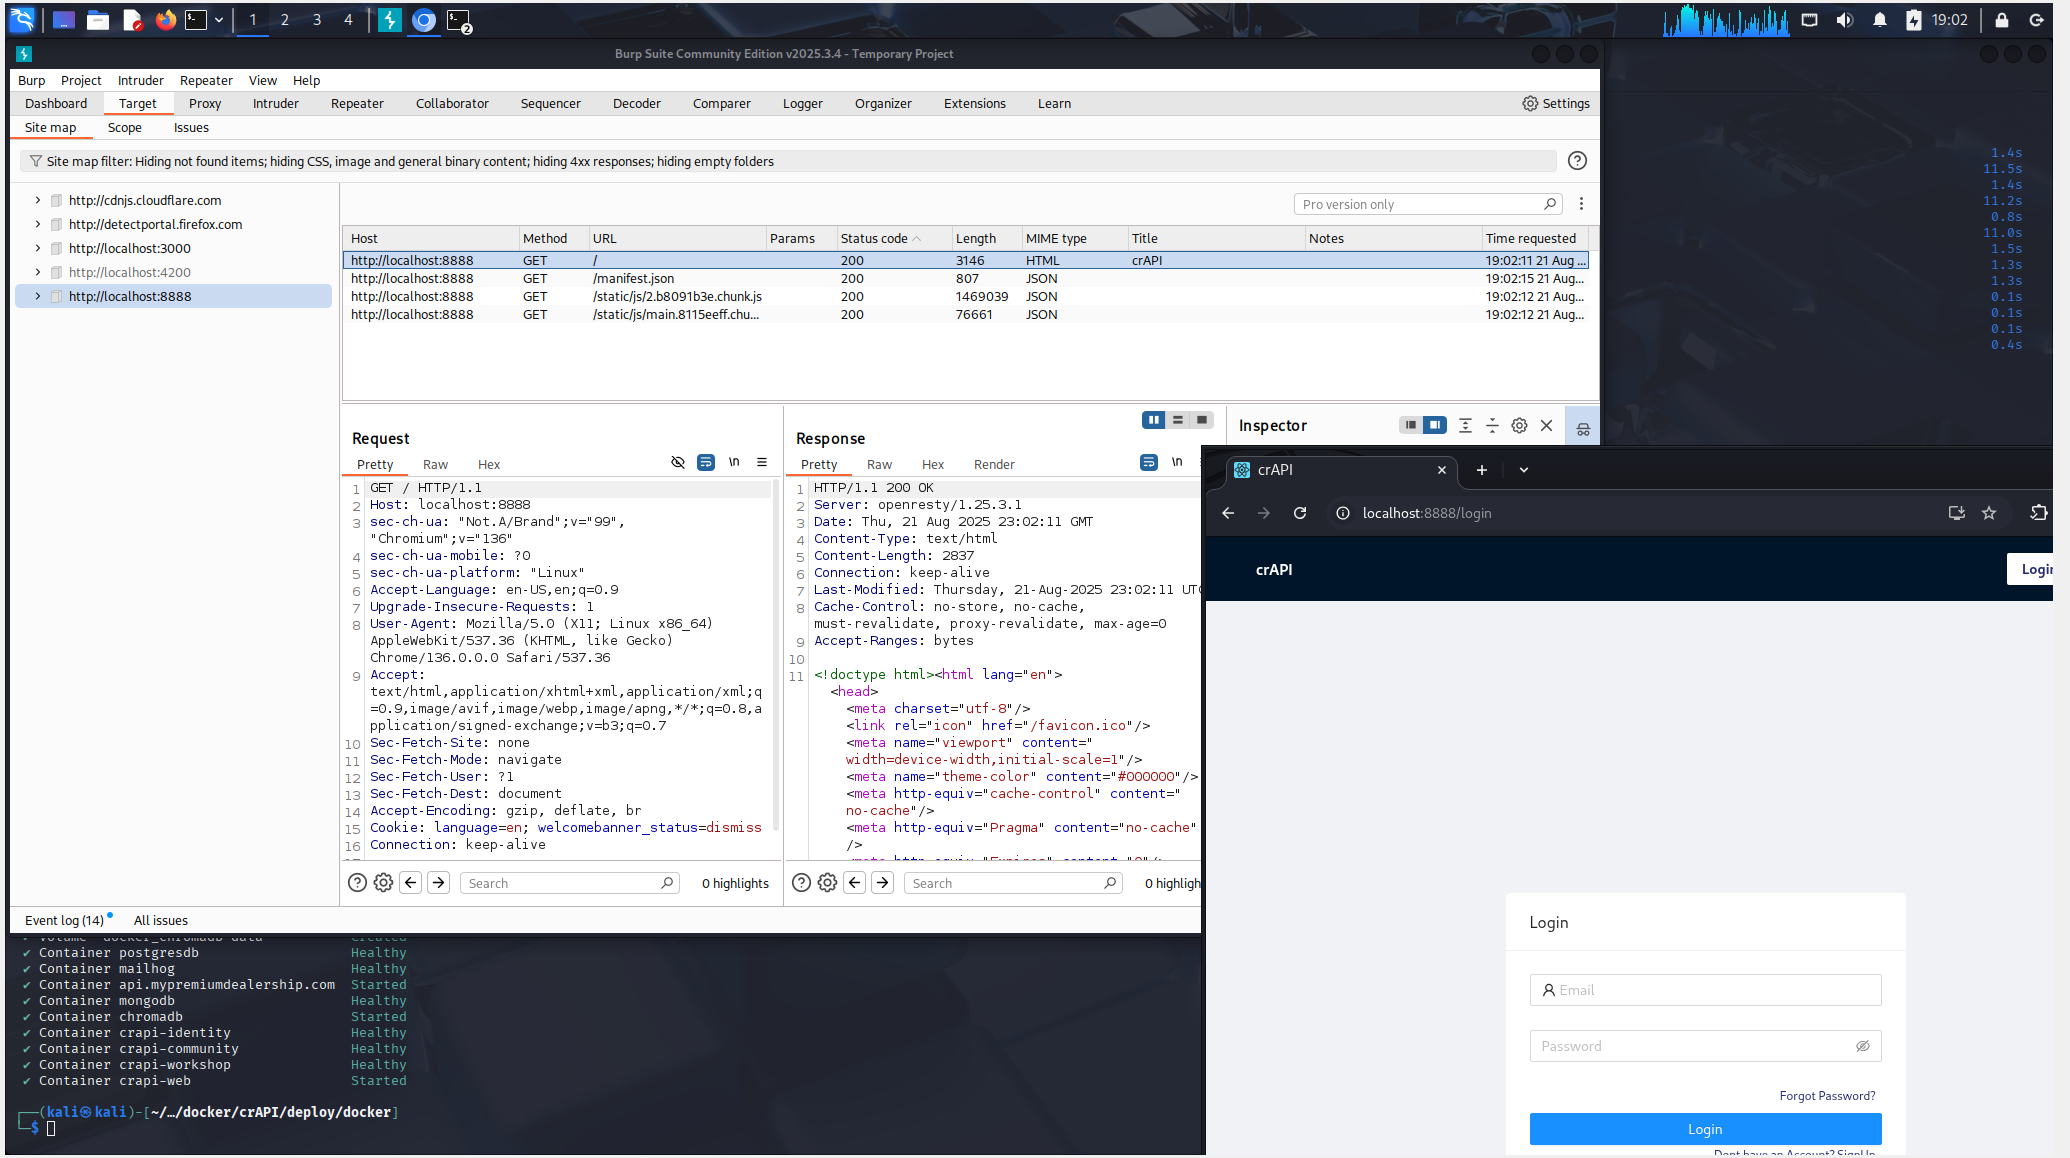 1 2 3 4 2 19:02
Burp Suite Community Edition v2025.3.4 - Temporary Project
Burp Project Intruder Repeater View Help
Dashboard Target Proxy Intruder Repeater Collaborator Sequencer Decoder Comparer Logger Organizer Extensions Learn Settings
Site map Scope Issues
Site map filter: Hiding not found items; hiding CSS, image and general binary content; hiding 4xx responses; hiding empty folders
http://cdnjs.cloudflare.com
http://detectportal.firefox.com
http://localhost:3000
http://localhost:4200
http://localhost:8888
Pro version only
Host Method URL Params Status code Length MIME type Title Notes Time requested
http://localhost:8888 GET / 200 3146 HTML crAPI 19:02:11 21 Aug ...
http://localhost:8888 GET /manifest.json 200 807 JSON 19:02:15 21 Aug...
http://localhost:8888 GET /static/js/2.b8091b3e.chunk.js 200 1469039 JSON 19:02:12 21 Aug...
http://localhost:8888 GET /static/js/main.8115eeff.chu... 200 76661 JSON 19:02:12 21 Aug...
1.4s
11.5s
1.4s
11.2s
0.8s
11.0s
1.5s
1.3s
1.3s
0.1s
0.1s
0.1s
0.4s
Request
Pretty Raw Hex \n
1 GET / HTTP/1.1
2 Host: localhost:8888
3 sec-ch-ua: "Not.A/Brand";v="99",
"Chromium";v="136"
4 sec-ch-ua-mobile: ?0
5 sec-ch-ua-platform: "Linux"
6 Accept-Language: en-US,en;q=0.9
7 Upgrade-Insecure-Requests: 1
8 User-Agent: Mozilla/5.0 (X11; Linux x86_64)
AppleWebKit/537.36 (KHTML, like Gecko)
Chrome/136.0.0.0 Safari/537.36
9 Accept:
text/html,application/xhtml+xml,application/xml;q
=0.9,image/avif,image/webp,image/apng,*/*;q=0.8,a
pplication/signed-exchange;v=b3;q=0.7
10 Sec-Fetch-Site: none
11 Sec-Fetch-Mode: navigate
12 Sec-Fetch-User: ?1
13 Sec-Fetch-Dest: document
14 Accept-Encoding: gzip, deflate, br
15 Cookie: language=en; welcomebanner_status=dismiss
16 Connection: keep-alive
Search 0 highlights
Response
Pretty Raw Hex Render \n
1 HTTP/1.1 200 OK
2 Server: openresty/1.25.3.1
3 Date: Thu, 21 Aug 2025 23:02:11 GMT
4 Content-Type: text/html
5 Content-Length: 2837
6 Connection: keep-alive
7 Last-Modified: Thursday, 21-Aug-2025 23:02:11 UTC
8 Cache-Control: no-store, no-cache,
must-revalidate, proxy-revalidate, max-age=0
9 Accept-Ranges: bytes
10
11 <!doctype html><html lang="en">
<head>
<meta charset="utf-8"/>
<link rel="icon" href="/favicon.ico"/>
<meta name="viewport" content="
width=device-width,initial-scale=1"/>
<meta name="theme-color" content="#000000"/>
<meta http-equiv="cache-control" content="
no-cache"/>
<meta http-equiv="Pragma" content="no-cache"
/>
<meta http-equiv="Expires" content="0"/>
Search 0 highligh
Inspector
Event log (14) All issues
crAPI
localhost:8888/login
crAPI
Login
Login
Email
Password
Forgot Password?
Login
Dont have an Account? SignUp
✔ Volume docker_chromadb-data Created
✔ Container postgresdb Healthy
✔ Container mailhog Healthy
✔ Container api.mypremiumdealership.com Started
✔ Container mongodb Healthy
✔ Container chromadb Started
✔ Container crapi-identity Healthy
✔ Container crapi-community Healthy
✔ Container crapi-workshop Healthy
✔ Container crapi-web Started
(kali㉿kali)-[~/…/docker/crAPI/deploy/docker]
$